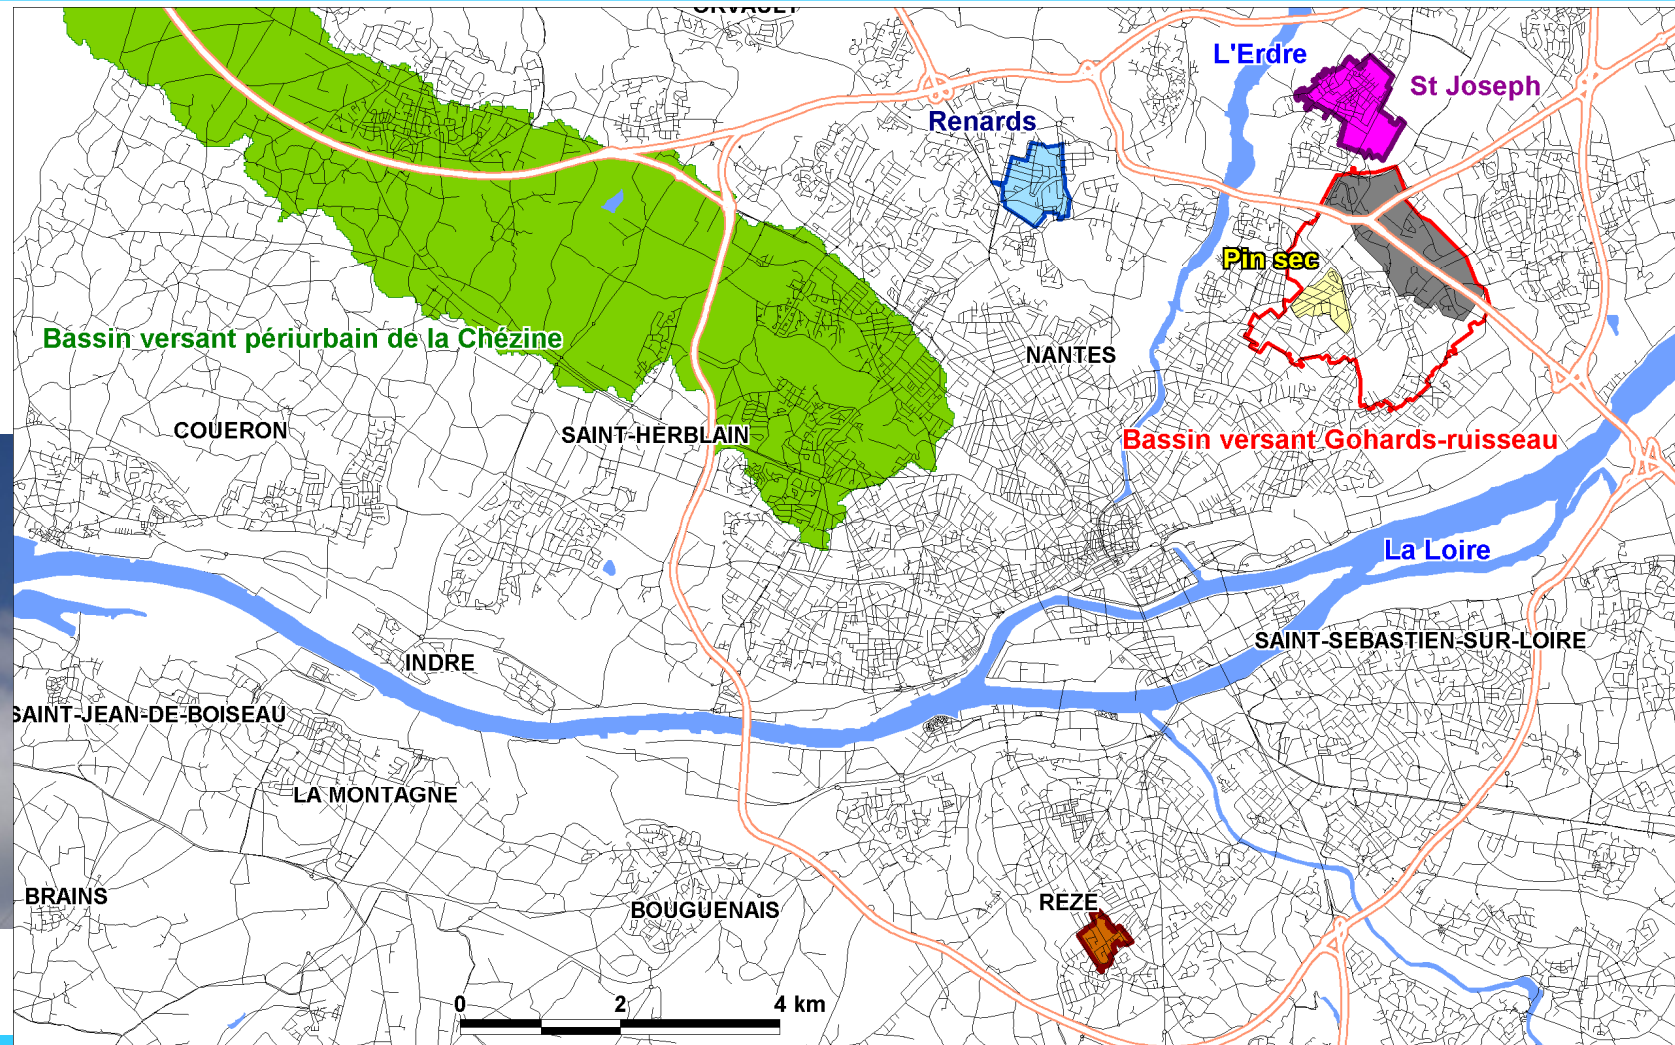 ORVAULT
L'Erdre
St Joseph
Renards
Pin sec
Bassin versant périurbain de la Chézine
NANTES
COUERON
SAINT-HERBLAIN
Bassin versant Gohards-ruisseau
La Loire
SAINT-SEBASTIEN-SUR-LOIRE
INDRE
SAINT-JEAN-DE-BOISEAU
LA MONTAGNE
BRAINS
BOUGUENAIS
REZE
0 2 4 km